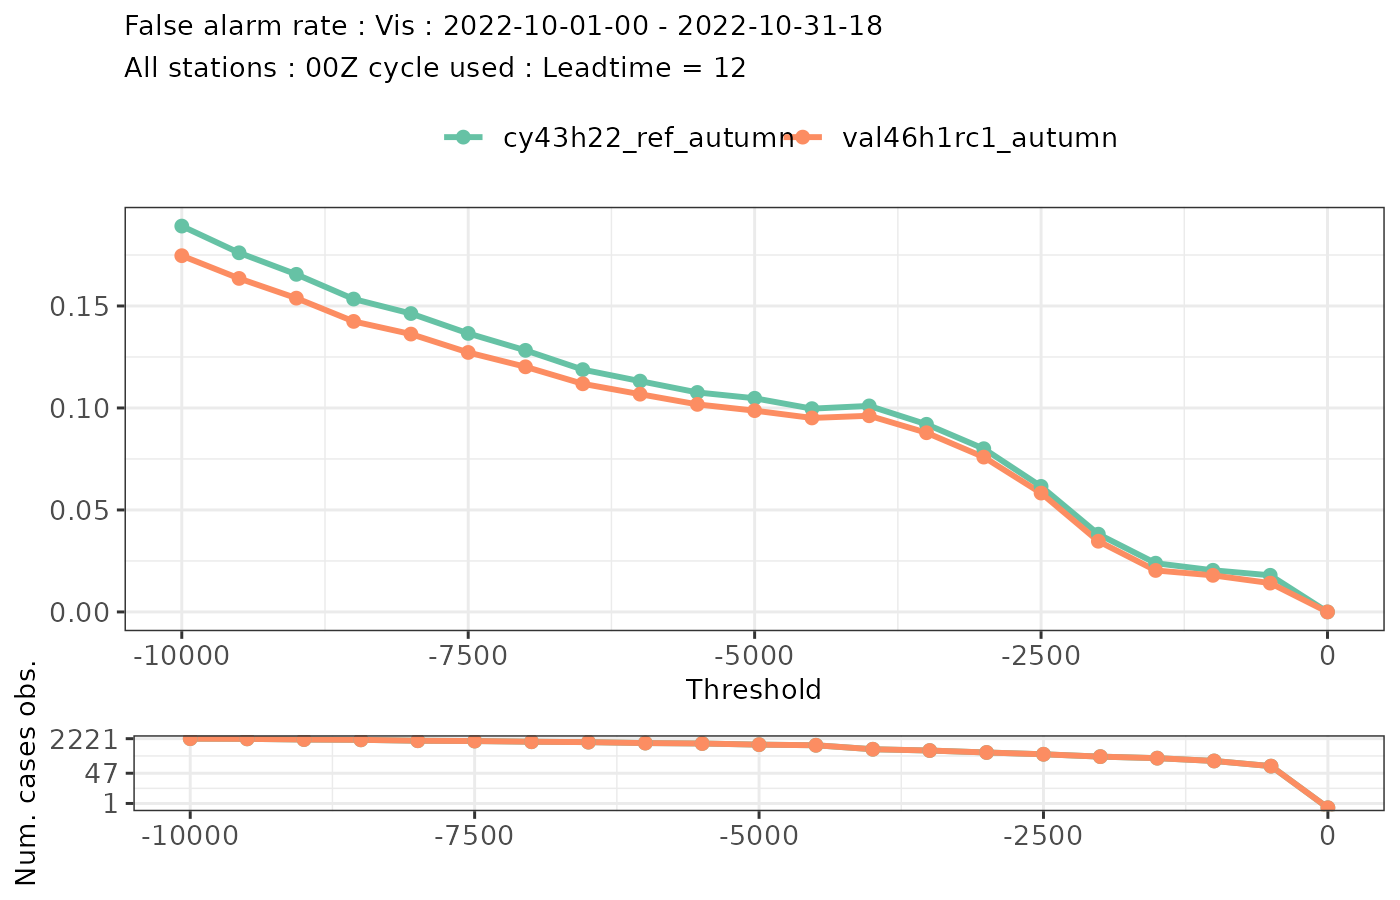 False alarm rate : Vis : 2022-10-01-00 - 2022-10-31-18
All stations : 00Z cycle used : Leadtime = 12
cy43h22_ref_autumn val46h1rc1_autumn
0.15
0.10
0.05
0.00
-10000 -7500 -5000 -2500 0
Threshold
Num. cases obs.
2221
47
1
-10000 -7500 -5000 -2500 0